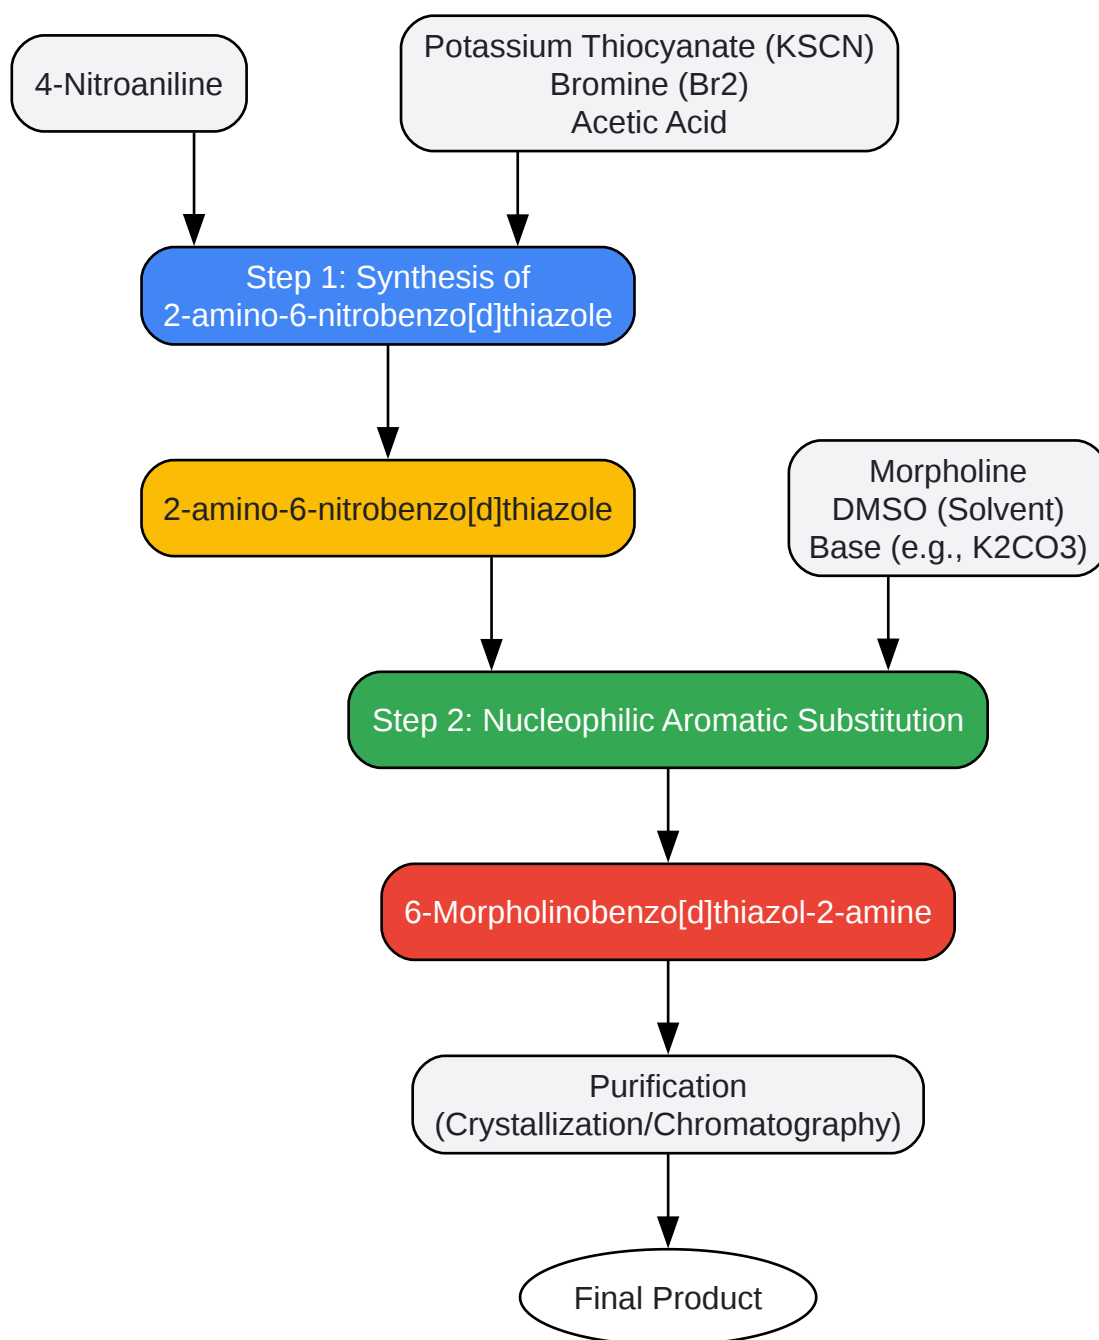 4-Nitroaniline
Potassium Thiocyanate (KSCN)
Bromine (Br2)
Acetic Acid
Step 1: Synthesis of
2-amino-6-nitrobenzo[d]thiazole
2-amino-6-nitrobenzo[d]thiazole
Morpholine
DMSO (Solvent)
Base (e.g., K2CO3)
Step 2: Nucleophilic Aromatic Substitution
6-Morpholinobenzo[d]thiazol-2-amine
Purification
(Crystallization/Chromatography)
Final Product